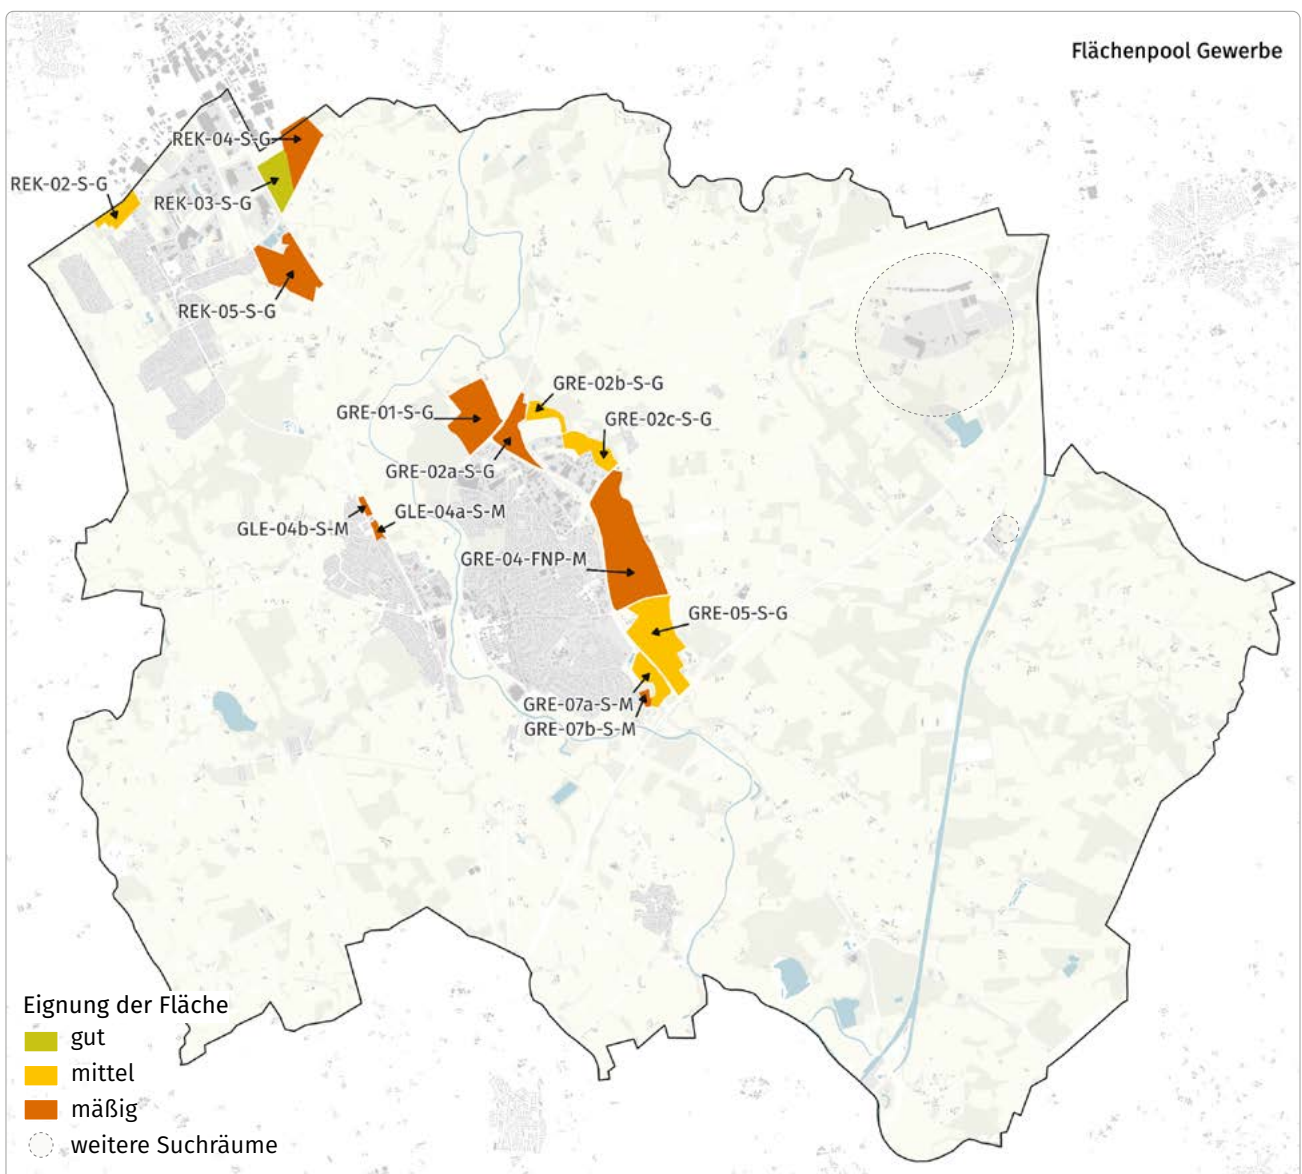 Flächenpool Gewerbe
REK-04-S-G
REK-02-S-G
REK-03-S-G
REK-05-S-G
GRE-02b-S-G
GRE-01-S-G
GRE-02c-S-G
GRE-02a-S-G
GLE-04a-S-M
GLE-04b-S-M
GRE-04-FNP-M
GRE-05-S-G
GRE-07a-S-M
GRE-07b-S-M
Eignung der Fläche
gut
mittel
mäßig
weitere Suchräume